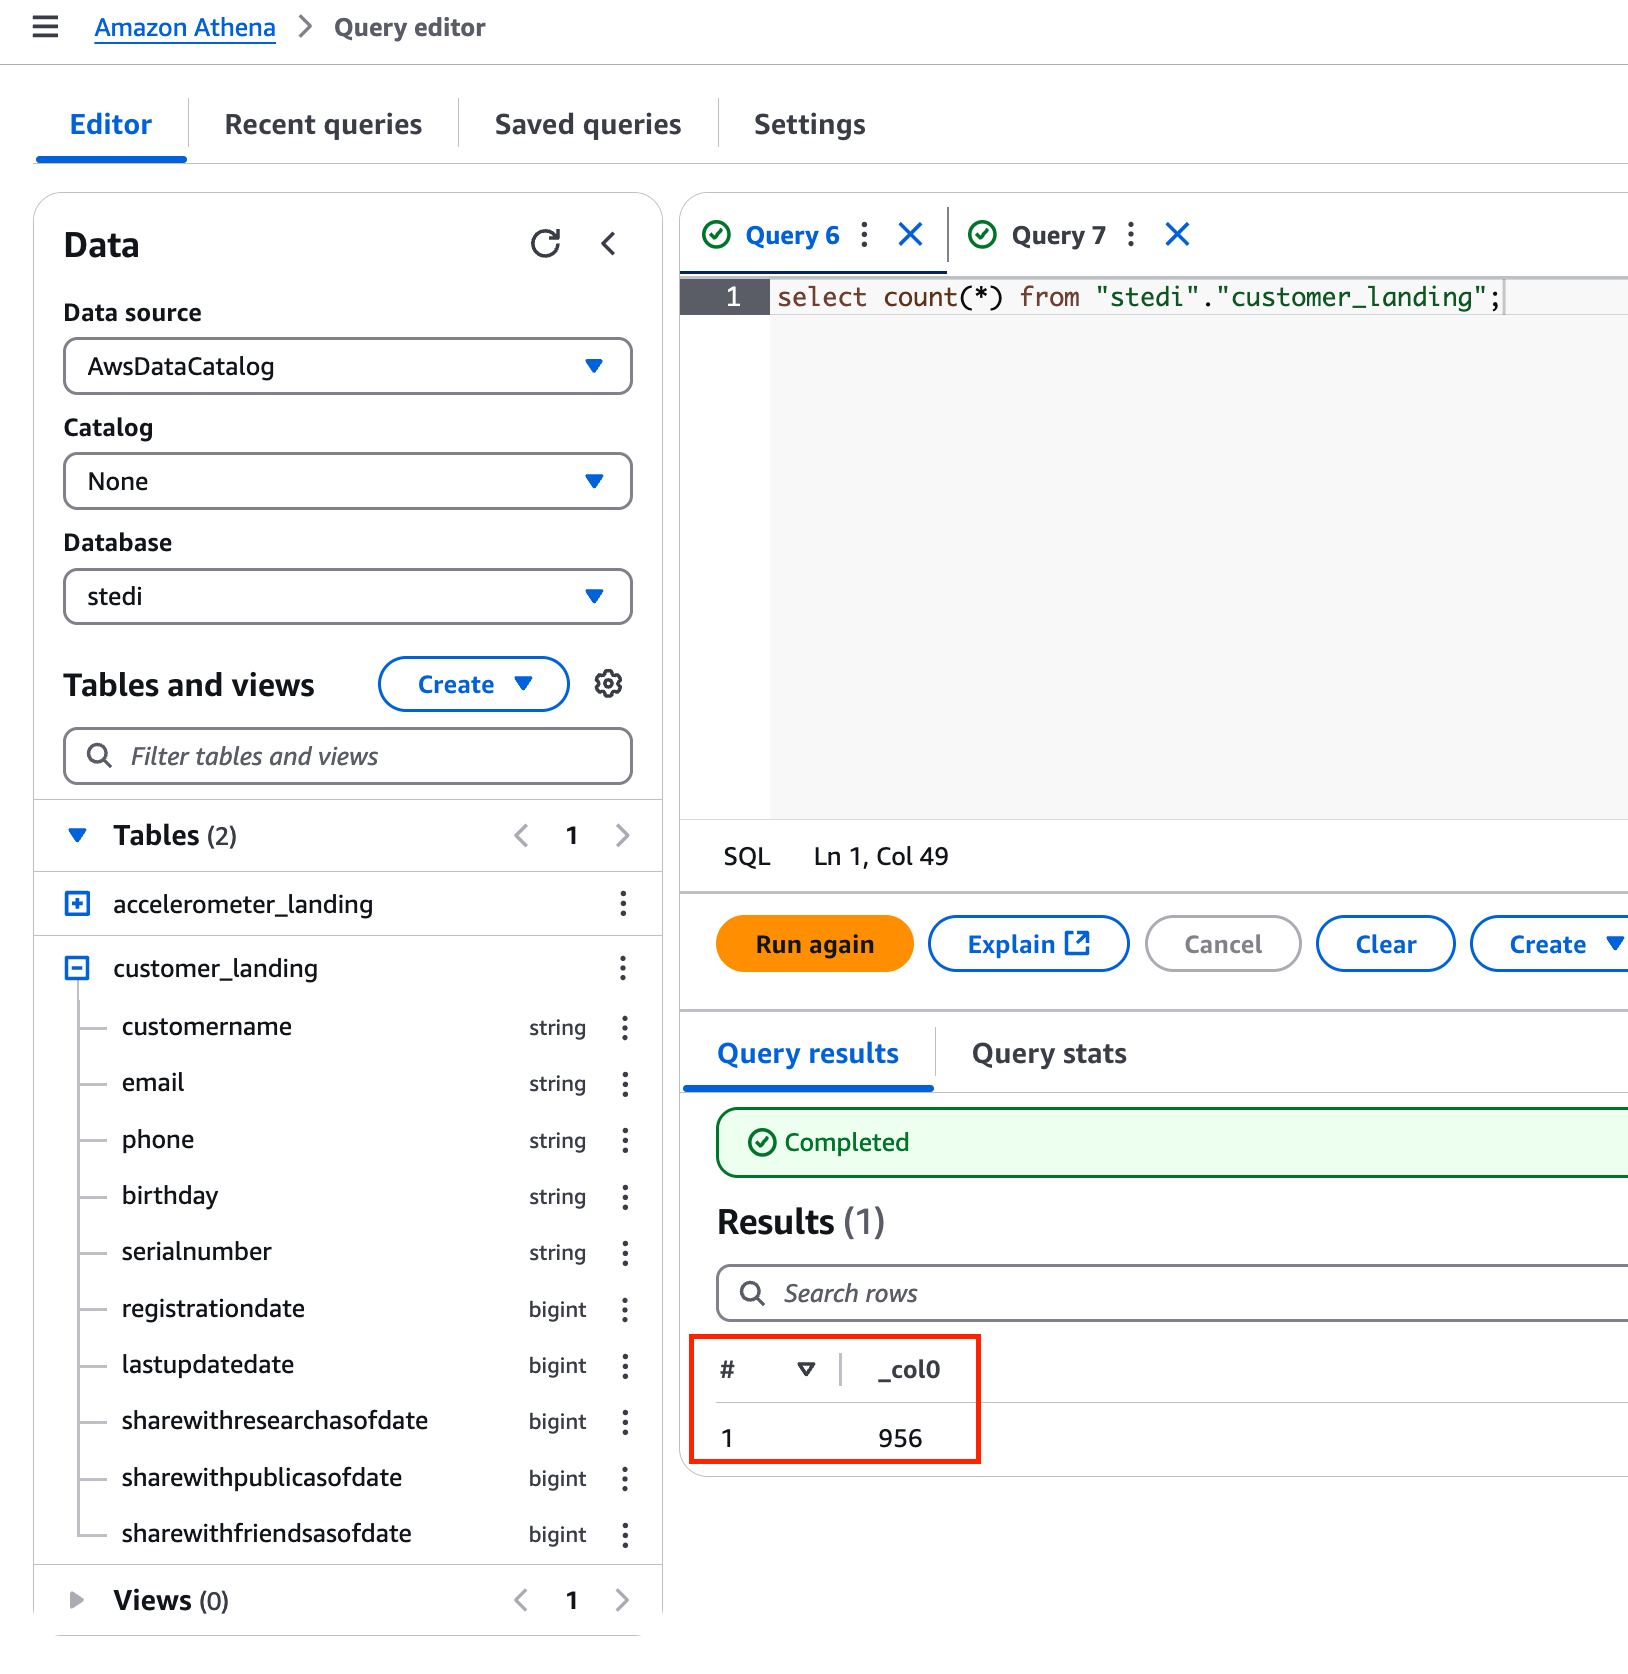 Amazon Athena > Query editor
Editor
Recent queries
Saved queries
Settings
Data
Data source
AwsDataCatalog
Catalog
None
Database
stedi
Tables and views
Create
Filter tables and views
Tables (2)
1
accelerometer_landing
customer_landing
customername string
email string
phone string
birthday string
serialnumber string
registrationdate bigint
lastupdatedate bigint
sharewithresearchasofdate bigint
sharewithpublicasofdate bigint
sharewithfriendsasofdate bigint
Views (0)
1
Query 6
Query 7
1 select count(*) from "stedi"."customer_landing";
SQL Ln 1, Col 49
Run again
Explain
Cancel
Clear
Create
Query results
Query stats
Completed
Results (1)
Search rows
# _col0
1 956